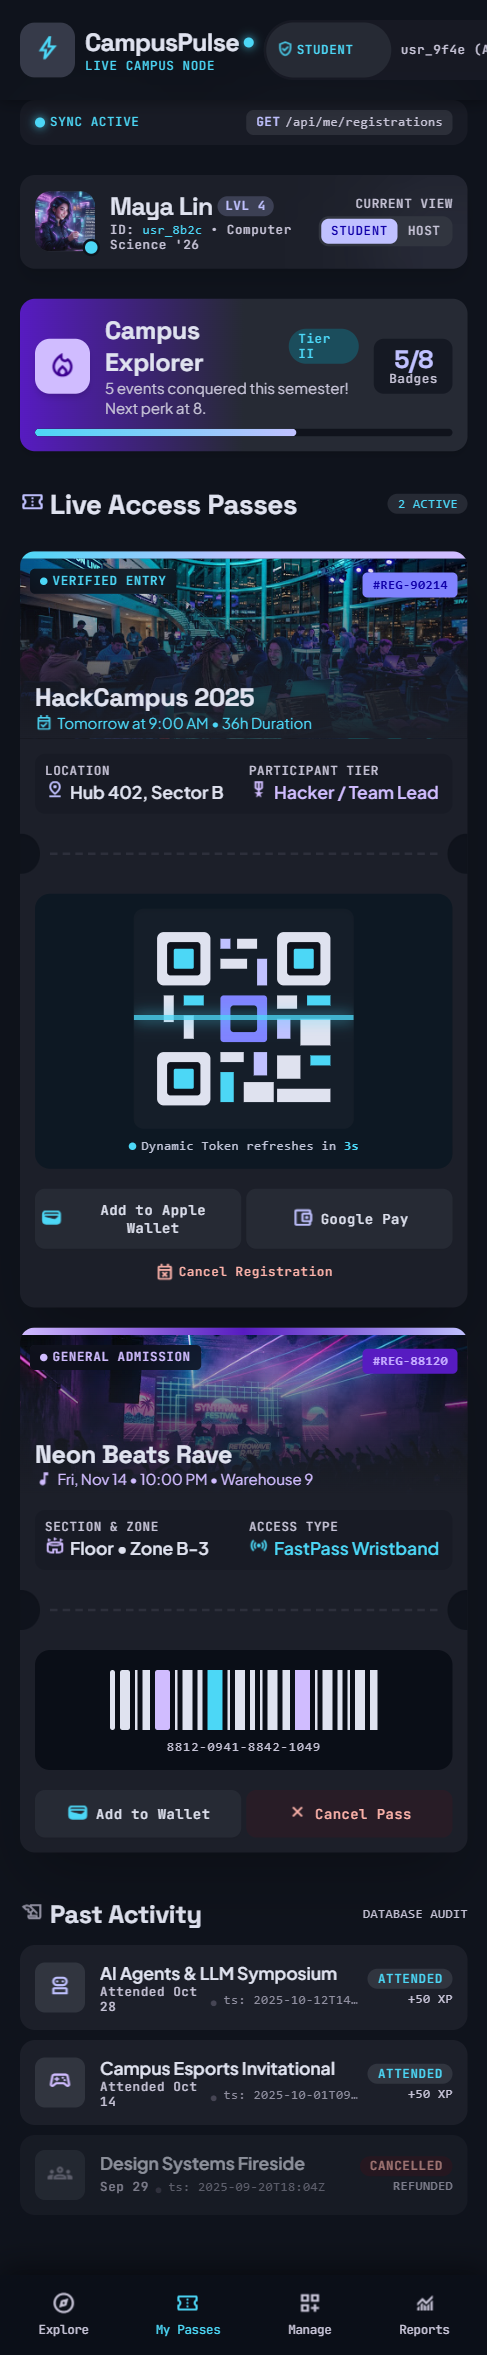 CampusPulse
LIVE CAMPUS NODE
STUDENT
usr_9f4e (A
SYNC ACTIVE
GET /api/me/registrations
Maya Lin LVL 4
ID: usr_8b2c • Computer
Science '26
CURRENT VIEW
STUDENT HOST
Campus
Explorer
Tier
II
5 events conquered this semester!
Next perk at 8.
5/8
Badges
Live Access Passes
2 ACTIVE
VERIFIED ENTRY
#REG-90214
HackCampus 2025
Tomorrow at 9:00 AM • 36h Duration
LOCATION
Hub 402, Sector B
PARTICIPANT TIER
Hacker / Team Lead
Dynamic Token refreshes in 3s
Add to Apple
Wallet
Google Pay
Cancel Registration
GENERAL ADMISSION
#REG-88120
SYNTHWAVE
FESTIVAL
Neon Beats Rave
Fri, Nov 14 • 10:00 PM • Warehouse 9
SECTION & ZONE
Floor • Zone B-3
ACCESS TYPE
FastPass Wristband
8812-0941-8842-1049
Add to Wallet
Cancel Pass
Past Activity
DATABASE AUDIT
AI Agents & LLM Symposium
Attended Oct
28
ts: 2025-10-12T14…
ATTENDED
+50 XP
Campus Esports Invitational
Attended Oct
14
ts: 2025-10-01T09…
ATTENDED
+50 XP
Design Systems Fireside
Sep 29
ts: 2025-09-20T18:04Z
CANCELLED
REFUNDED
Explore
My Passes
Manage
Reports